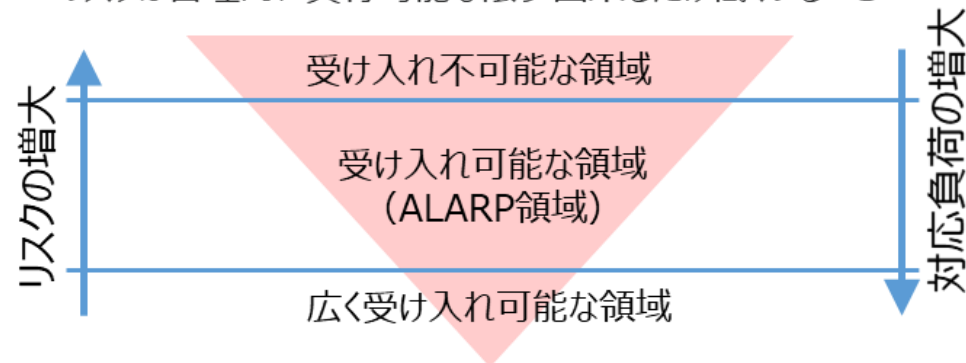 受け入れ不可能な領域
受け入れ可能な領域
（ALARP領域）
広く受け入れ可能な領域
リスクの増大
対応負荷の増大